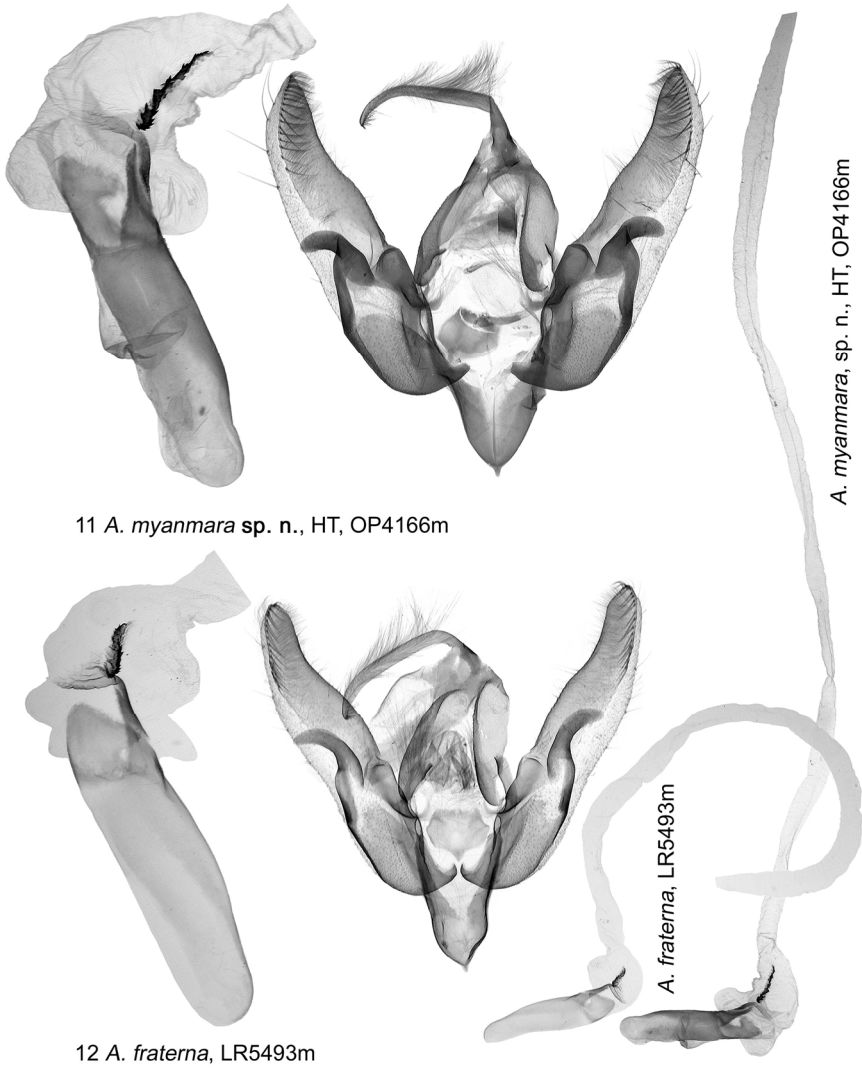 11 A. myanmara sp. n., HT, OP4166m
A. myanmara, sp. n., HT, OP4166m
A. fraterna, LR5493m
12 A. fraterna, LR5493m